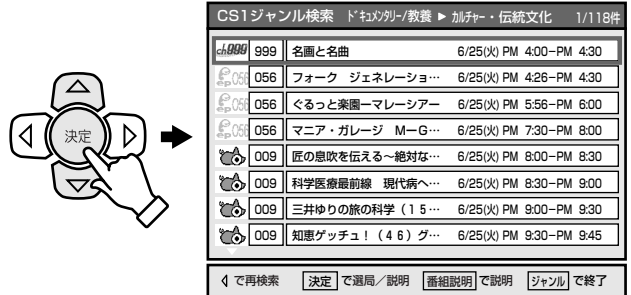 CS1ジャンル検索 ﾄﾞｷｭﾒﾝﾀﾘｰ/教養 ▶ ｶﾙﾁｬｰ・伝統文化 1/118件
ch999 999 名画と名曲 6/25(火) PM 4:00−PM 4:30
ep056 056 フォーク ジェネレーショ… 6/25(火) PM 4:26−PM 4:30
ep056 056 ぐるっと楽園ーマレーシアー 6/25(火) PM 5:56−PM 6:00
ep056 056 マニア・ガレージ M−G… 6/25(火) PM 7:30−PM 8:00
009 匠の息吹を伝える〜絶対な… 6/25(火) PM 8:00−PM 8:30
009 科学医療最前線 現代病へ… 6/25(火) PM 8:30−PM 9:00
009 三井ゆりの旅の科学（15… 6/25(火) PM 9:00−PM 9:30
009 知恵ゲッチュ！（46）グ… 6/25(火) PM 9:30−PM 9:45
で再検索 決定 で選局／説明 番組説明 で説明 ジャンル で終了
決定